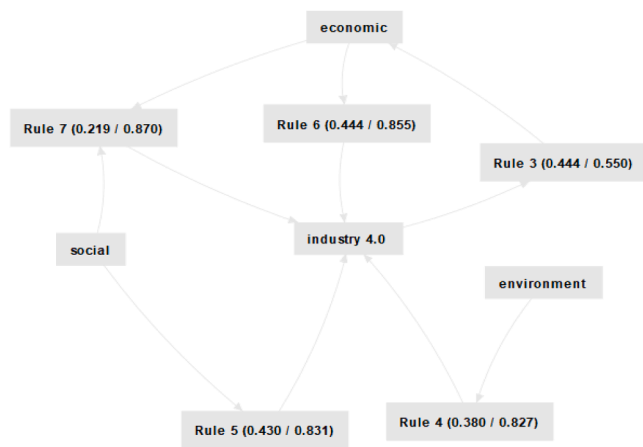 economic
Rule 7 (0.219 / 0.870)
Rule 6 (0.444 / 0.855)
Rule 3 (0.444 / 0.550)
social
industry 4.0
environment
Rule 5 (0.430 / 0.831)
Rule 4 (0.380 / 0.827)